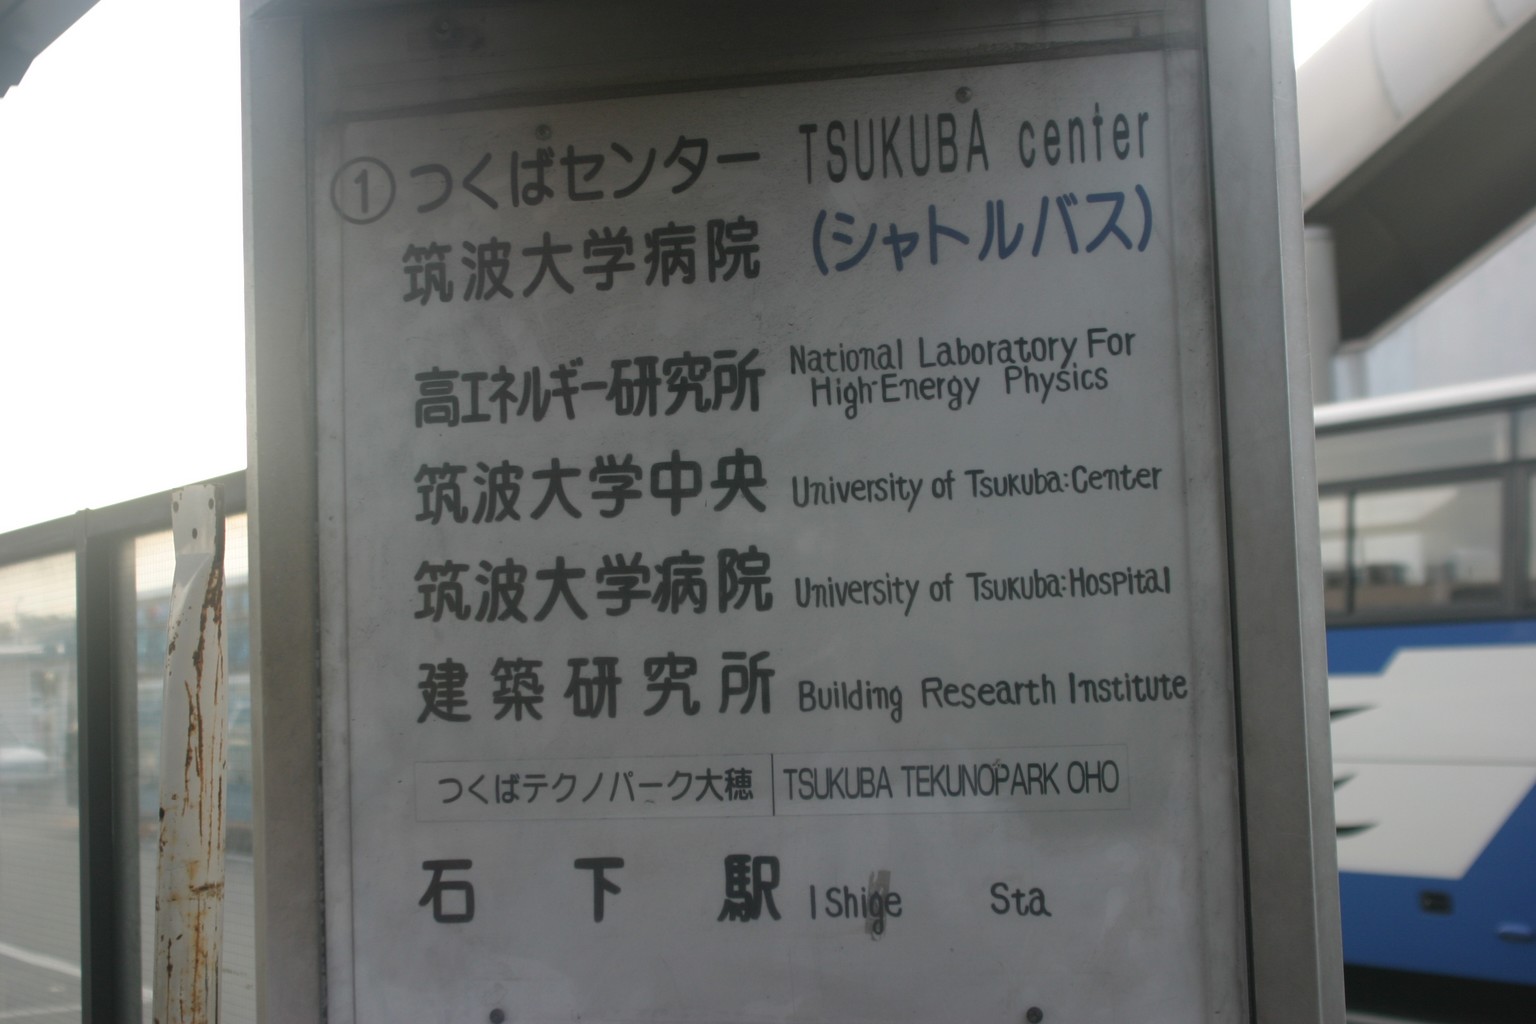 ① つくばセンター TSUKUBA center
筑波大学病院 (シャトルバス)
高エネルギー研究所 National Laboratory For
High-Energy Physics
筑波大学中央 University of Tsukuba:Center
筑波大学病院 University of Tsukuba:Hospital
建築研究所 Building Research Institute
つくばテクノパーク大穂 TSUKUBA TEKUNOPARK OHO
石下駅 IShige Sta